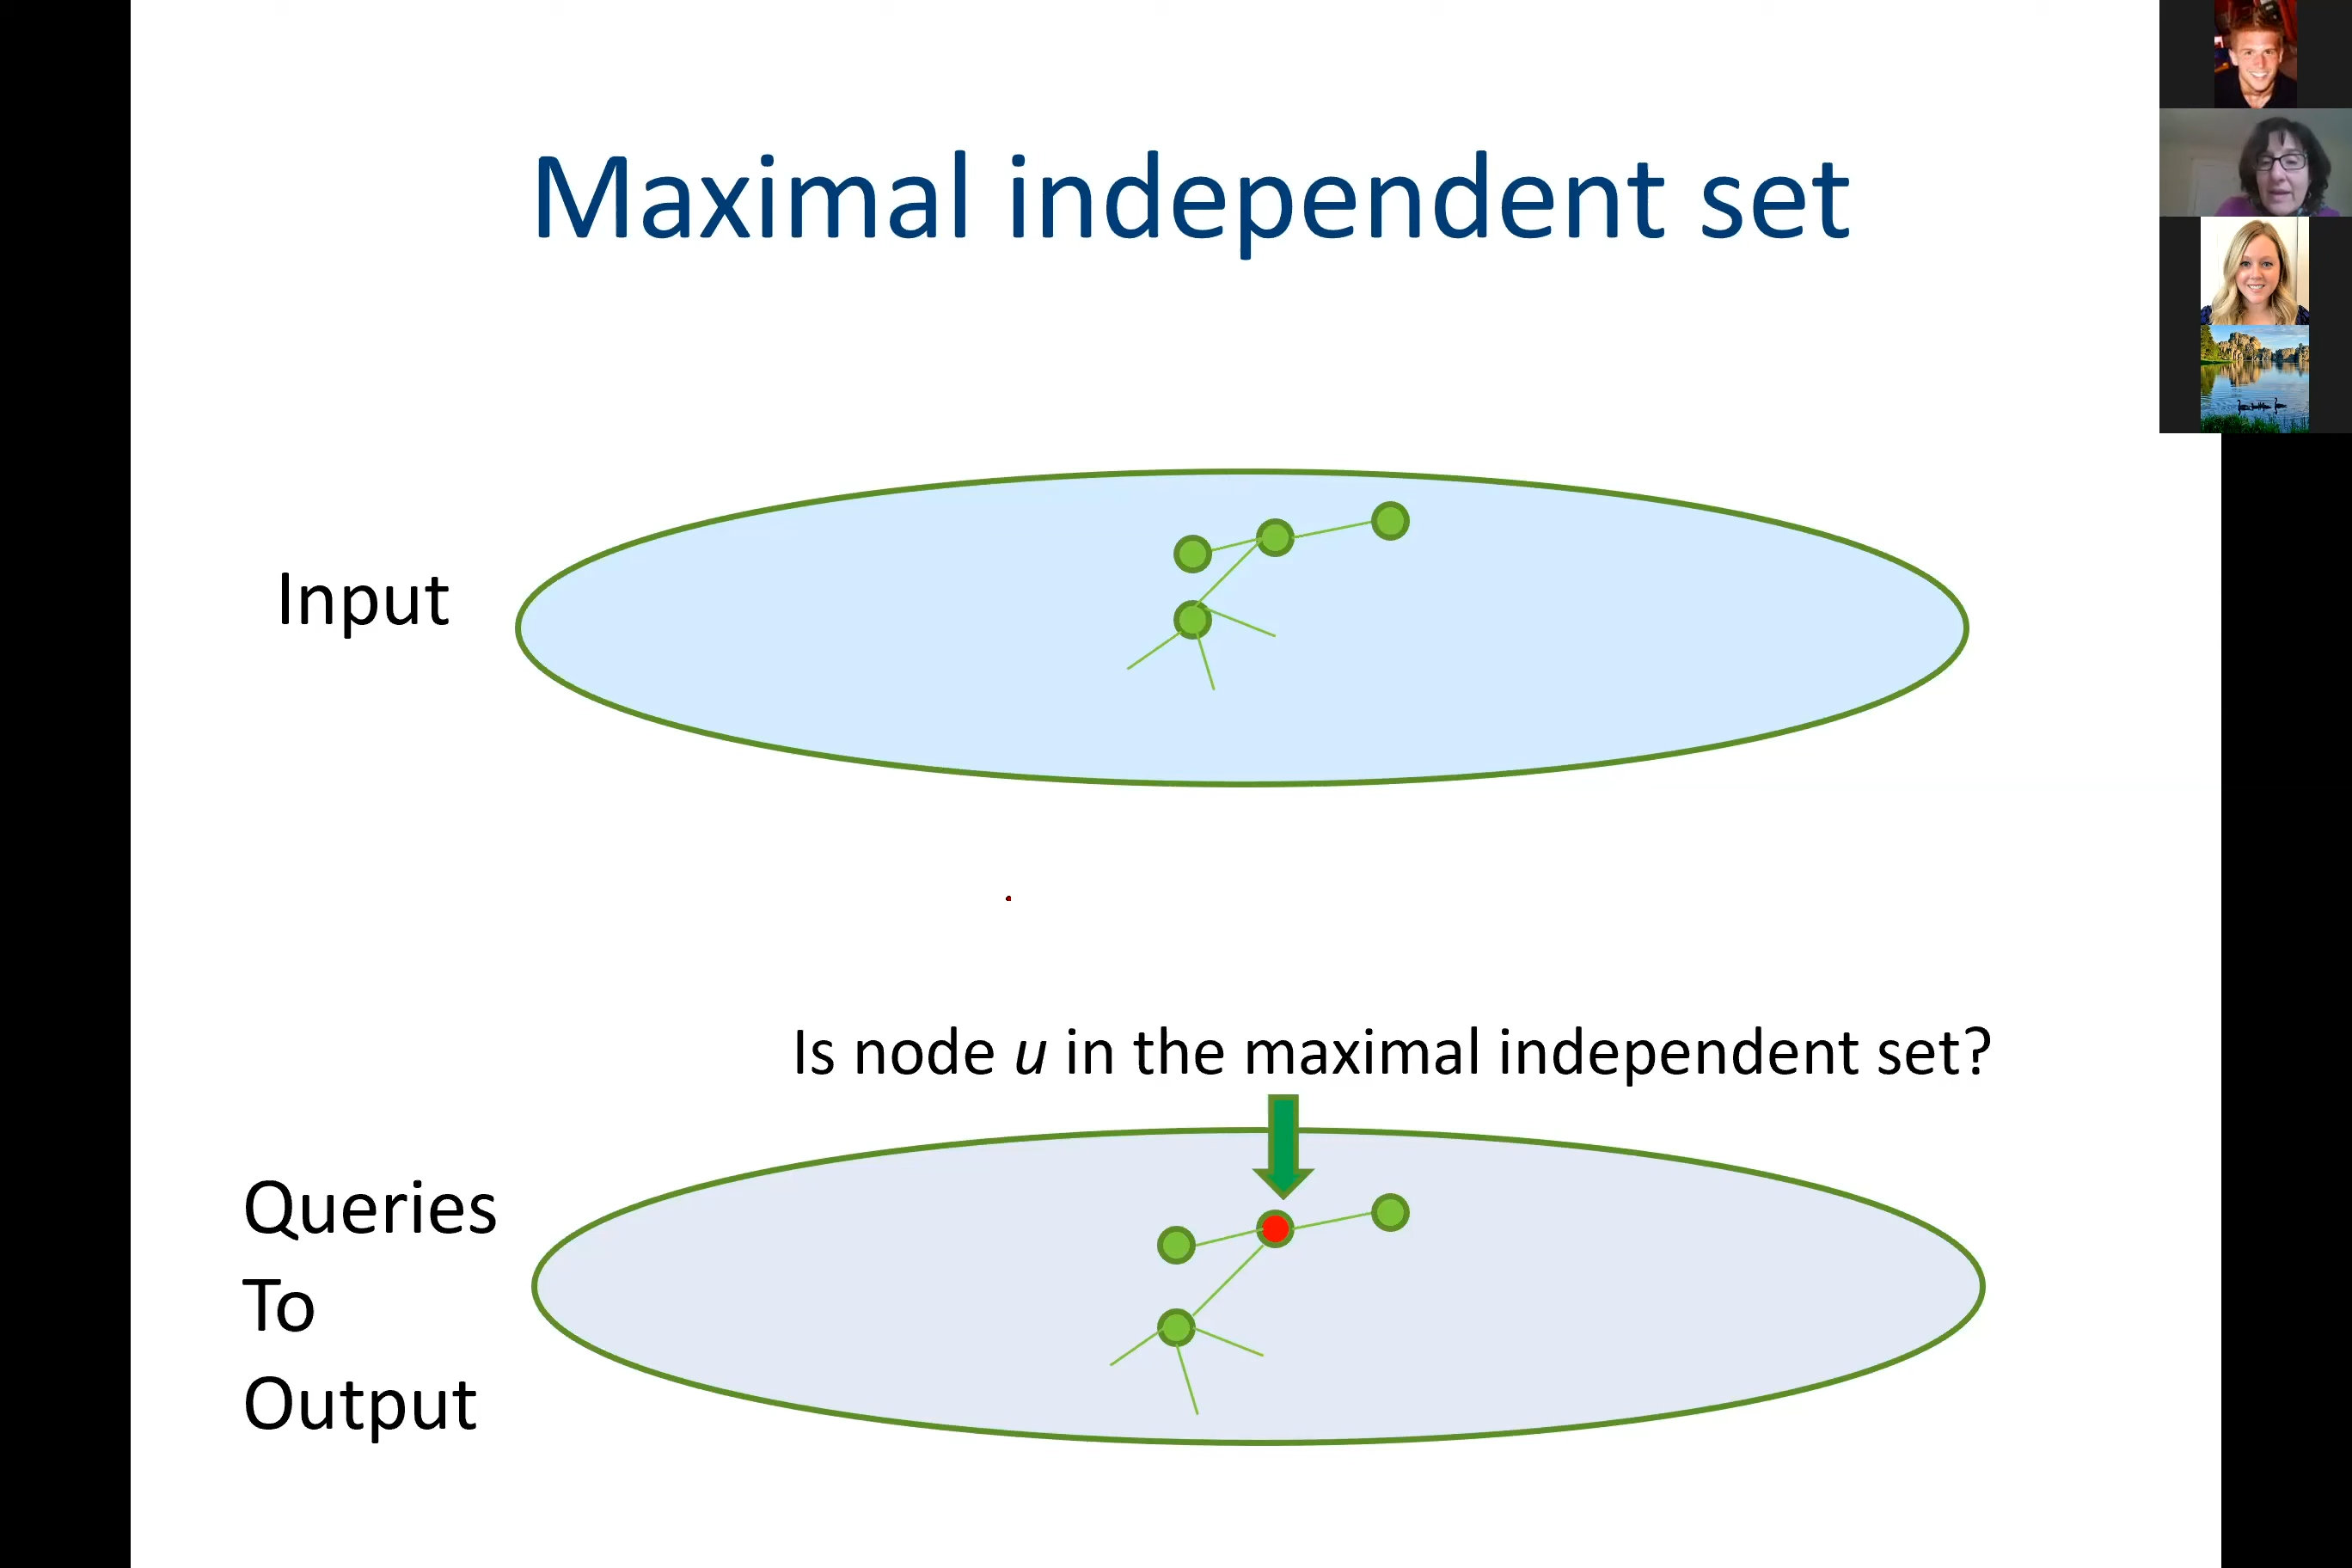 Maximal independent set
Input
Is node u in the maximal independent set?
Queries
To
Output